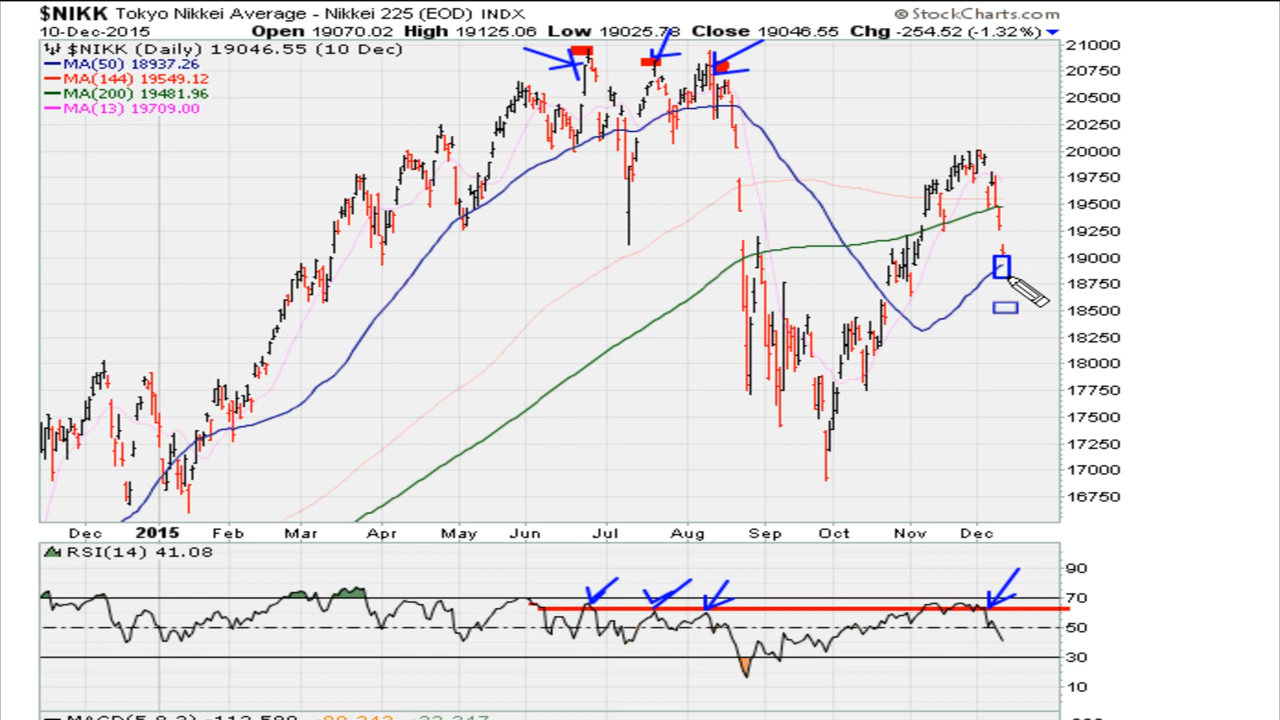 $NIKK Tokyo Nikkei Average - Nikkei 225 (EOD) INDX © StockCharts.com
10-Dec-2015 Open 19070.02 High 19125.06 Low 19025.78 Close 19046.55 Chg -254.52 (-1.32%)
$NIKK (Daily) 19046.55 (10 Dec)
MA(50) 18937.26
MA(144) 19549.12
MA(200) 19481.96
MA(13) 19709.00
21000
20750
20500
20250
20000
19750
19500
19250
19000
18750
18500
18250
18000
17750
17500
17250
17000
16750
Dec 2015 Feb Mar Apr May Jun Jul Aug Sep Oct Nov Dec
RSI(14) 41.08
90
70
50
30
10